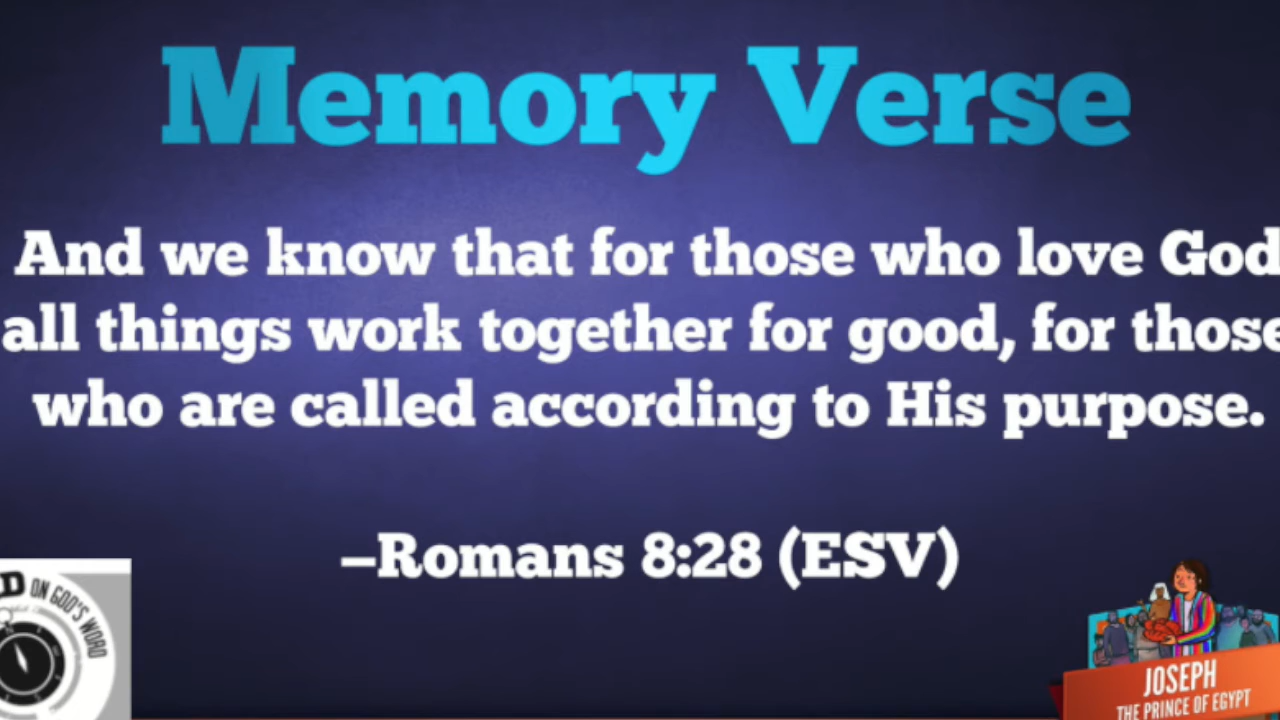 Memory Verse
And we know that for those who love God
all things work together for good, for those
who are called according to His purpose.
–Romans 8:28 (ESV)
ON GOD'S WORD
JOSEPH
THE PRINCE OF EGYPT